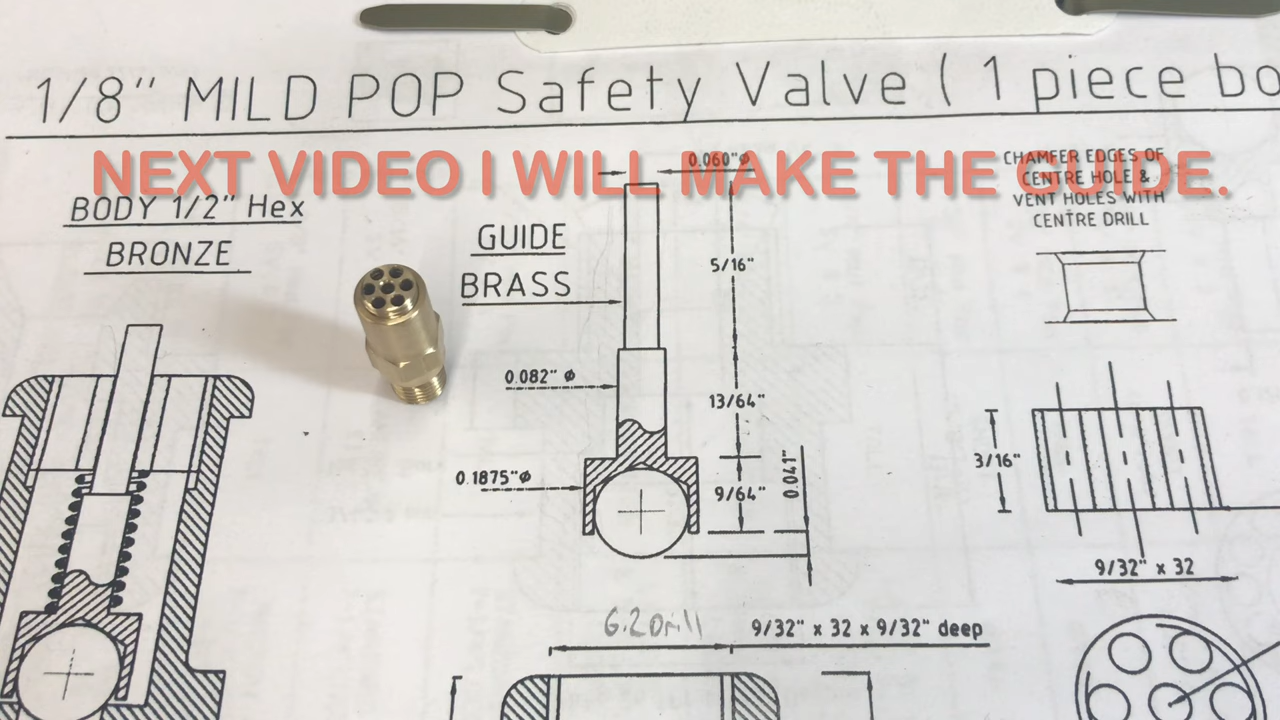 1/8" MILD POP Safety Valve ( 1 piece bo
NEXT VIDEO I WILL MAKE THE GUIDE.
BODY 1/2" Hex
BRONZE
GUIDE
BRASS
0.060"ø
5/16"
0.082" ø
13/64"
0.1875"ø
9/64"
0.041"
CHAMFER EDGES OF
CENTRE HOLE &
VENT HOLES WITH
CENTRE DRILL
3/16"
9/32" x 32
6.2 Drill
9/32" x 32 x 9/32" deep